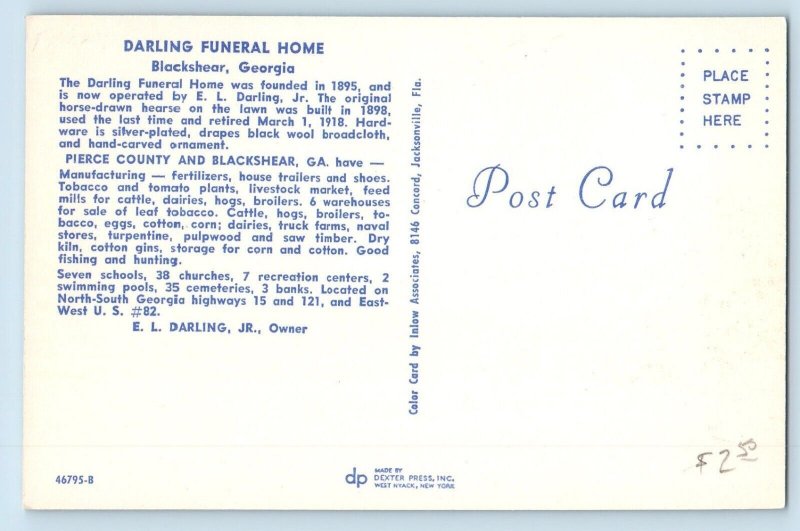 DARLING FUNERAL HOME
Blackshear, Georgia
The Darling Funeral Home was founded in 1895, and
is now operated by E. L. Darling, Jr. The original
horse-drawn hearse on the lawn was built in 1898,
used the last time and retired March 1, 1918. Hard-
ware is silver-plated, drapes black wool broadcloth,
and hand-carved ornament.
PIERCE COUNTY AND BLACKSHEAR, GA. have —
Manufacturing — fertilizers, house trailers and shoes.
Tobacco and tomato plants, livestock market, feed
mills for cattle, dairies, hogs, broilers. 6 warehouses
for sale of leaf tobacco. Cattle, hogs, broilers, to-
bacco, eggs, cotton, corn; dairies, truck farms, naval
stores, turpentine, pulpwood and saw timber. Dry
kiln, cotton gins, storage for corn and cotton. Good
fishing and hunting.
Seven schools, 38 churches, 7 recreation centers, 2
swimming pools, 35 cemeteries, 3 banks. Located on
North-South Georgia highways 15 and 121, and East-
West U. S. #82.
E. L. DARLING, JR., Owner
46795-B
Color Card by Inlow Associates, 8146 Concord, Jacksonville, Fla.
dp
MADE BY
DEXTER PRESS, INC.
WEST NYACK, NEW YORK
Post Card
PLACE
STAMP
HERE
$2.50